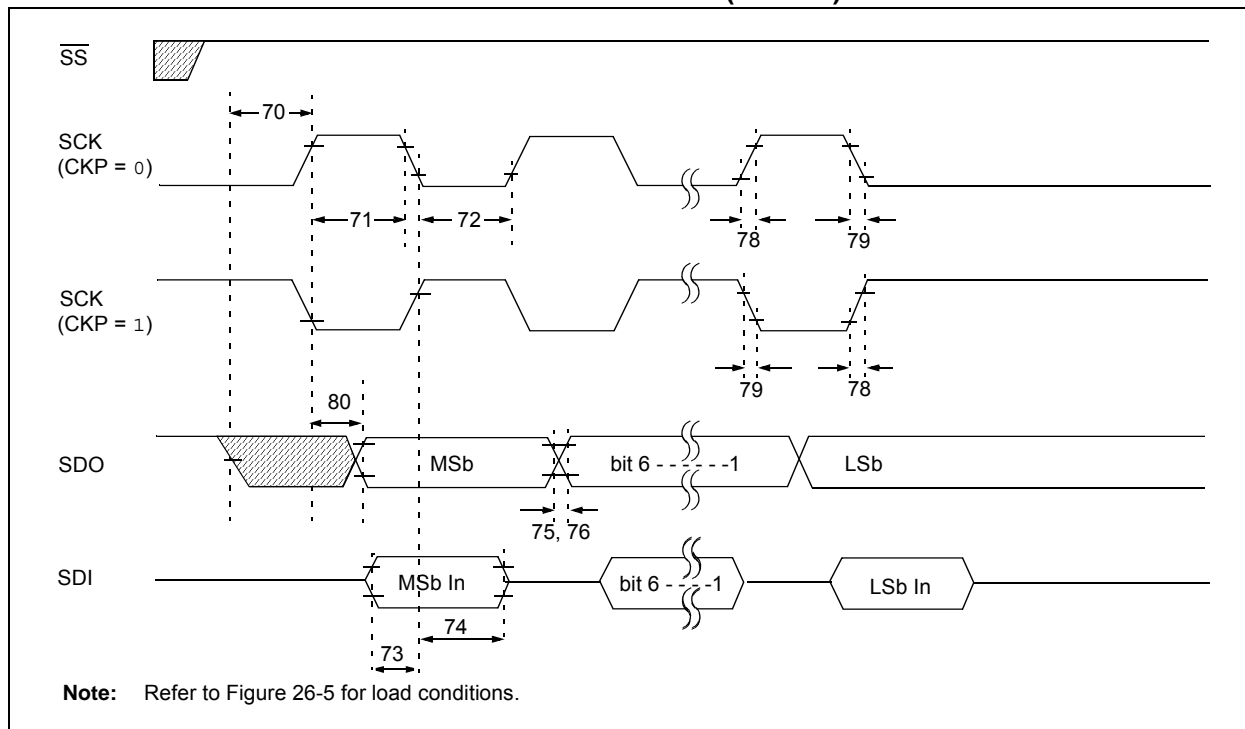 SS
70
SCK
(CKP = 0)
71
72
78
79
SCK
(CKP = 1)
79
78
80
SDO
MSb
bit 6 - - - - - -1
LSb
75, 76
SDI
MSb In
bit 6 - - - -1
LSb In
74
73
Note: Refer to Figure 26-5 for load conditions.